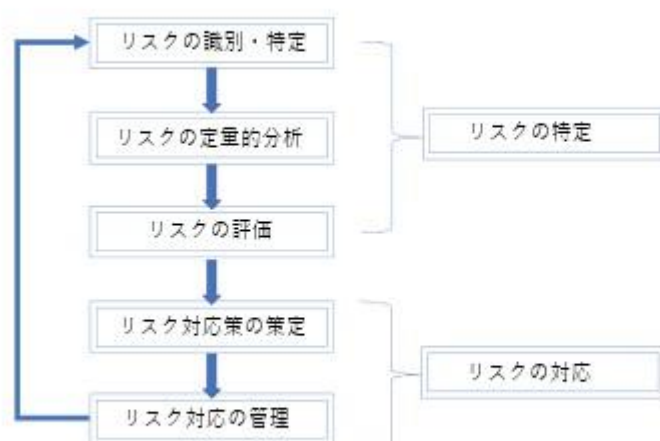 リスクの識別・特定
リスクの定量的分析
リスクの特定
リスクの評価
リスク対応策の策定
リスクの対応
リスク対応の管理